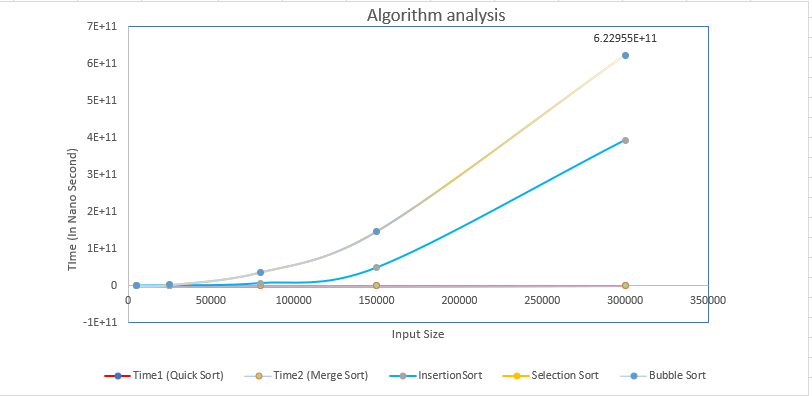 Algorithm analysis
7E+11
6.22955E+11
6E+11
5E+11
4E+11
3E+11
2E+11
1E+11
0
-1E+11
TIme (In Nano Second)
0 50000 100000 150000 200000 250000 300000 350000
Input Size
Time1 (Quick Sort) Time2 (Merge Sort) InsertionSort Selection Sort Bubble Sort